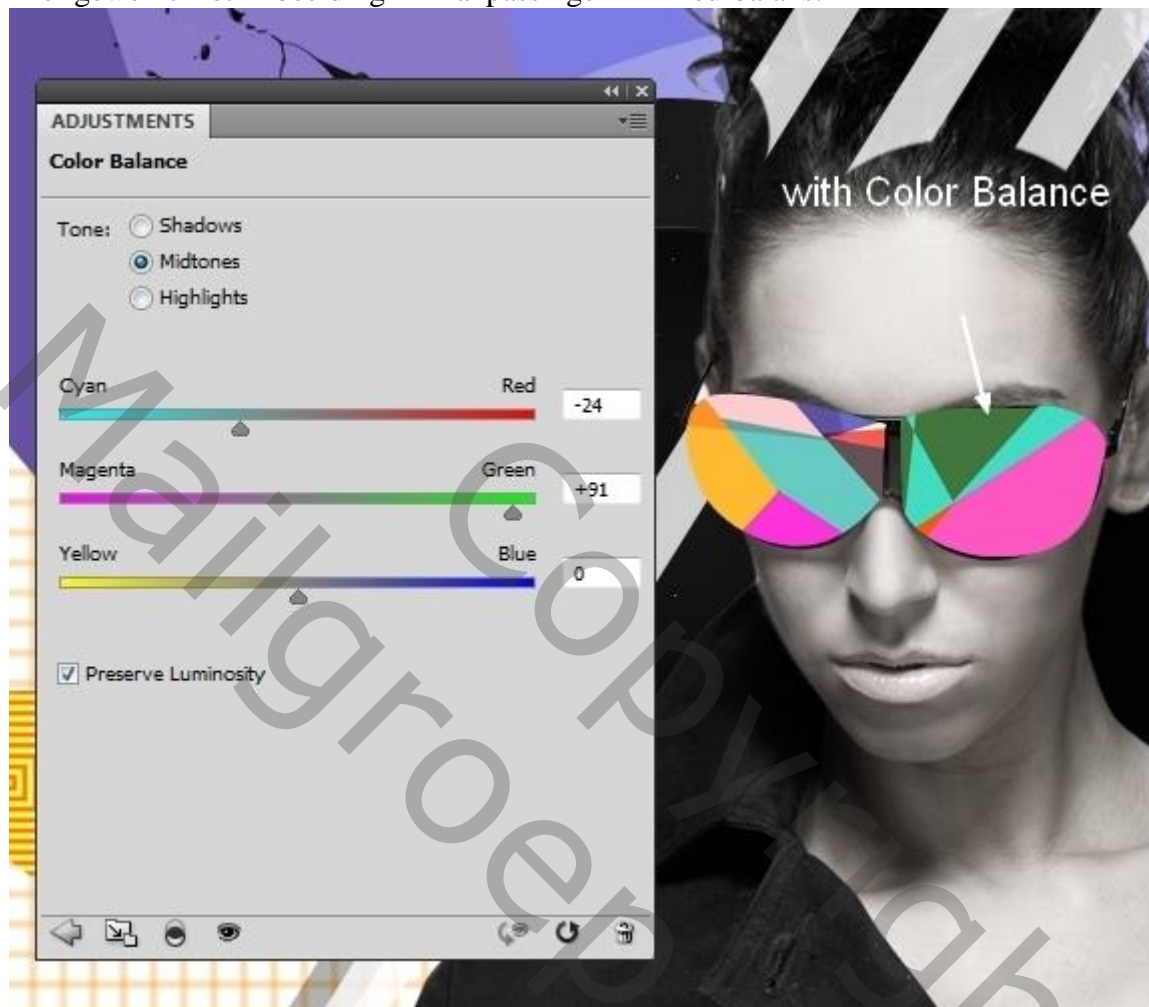 ADJUSTMENTS
Color Balance
Tone: Shadows
Midtones
Highlights
Cyan Red -24
Magenta Green +91
Yellow Blue 0
Preserve Luminosity
with Color Balance
Mailgroep
Copyrigh